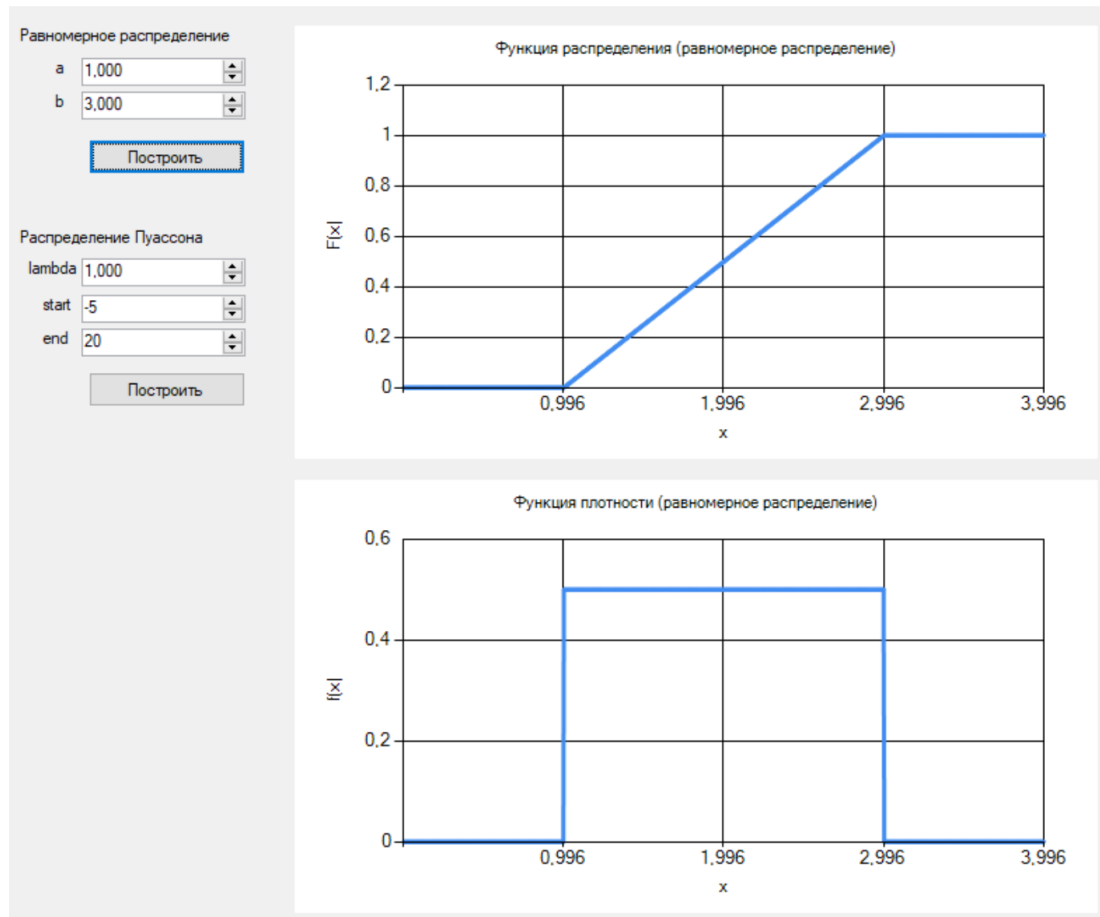 Равномерное распределение
a 1,000
b 3,000
Построить
Распределение Пуассона
lambda 1,000
start -5
end 20
Построить
Функция распределения (равномерное распределение)
1,2
1
0,8
0,6
0,4
0,2
0
F(x)
0,996 1,996 2,996 3,996
x
Функция плотности (равномерное распределение)
0,6
0,4
0,2
0
f(x)
0,996 1,996 2,996 3,996
x